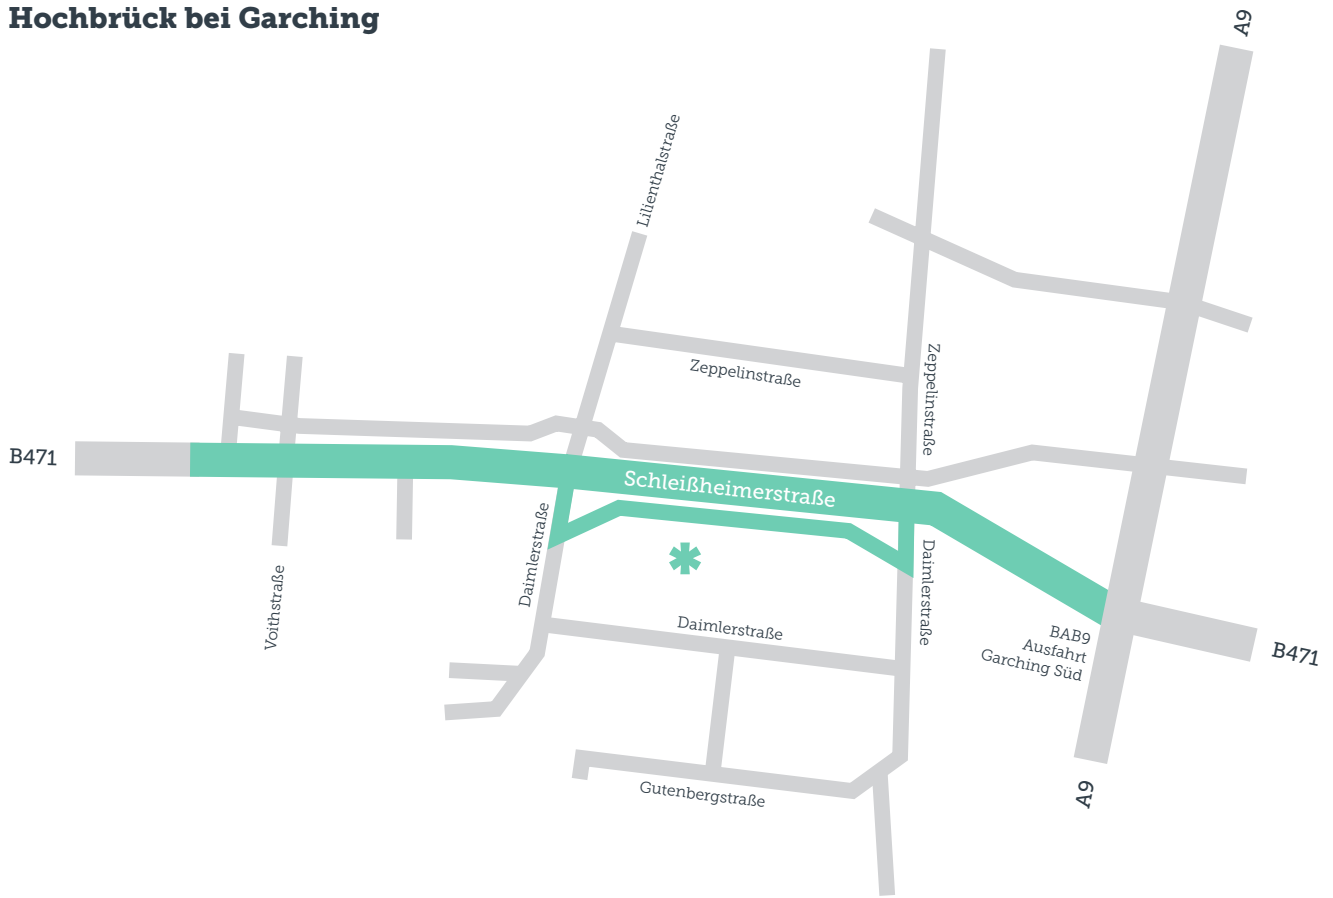 Hochbrück bei Garching
A9
Lilienthalstraße
Zeppelinstraße
Zeppelinstraße
B471
Schleißheimerstraße
Daimlerstraße
Daimlerstraße
Voithstraße
Daimlerstraße
BAB9
Ausfahrt
Garching Süd
B471
Gutenbergstraße
A9